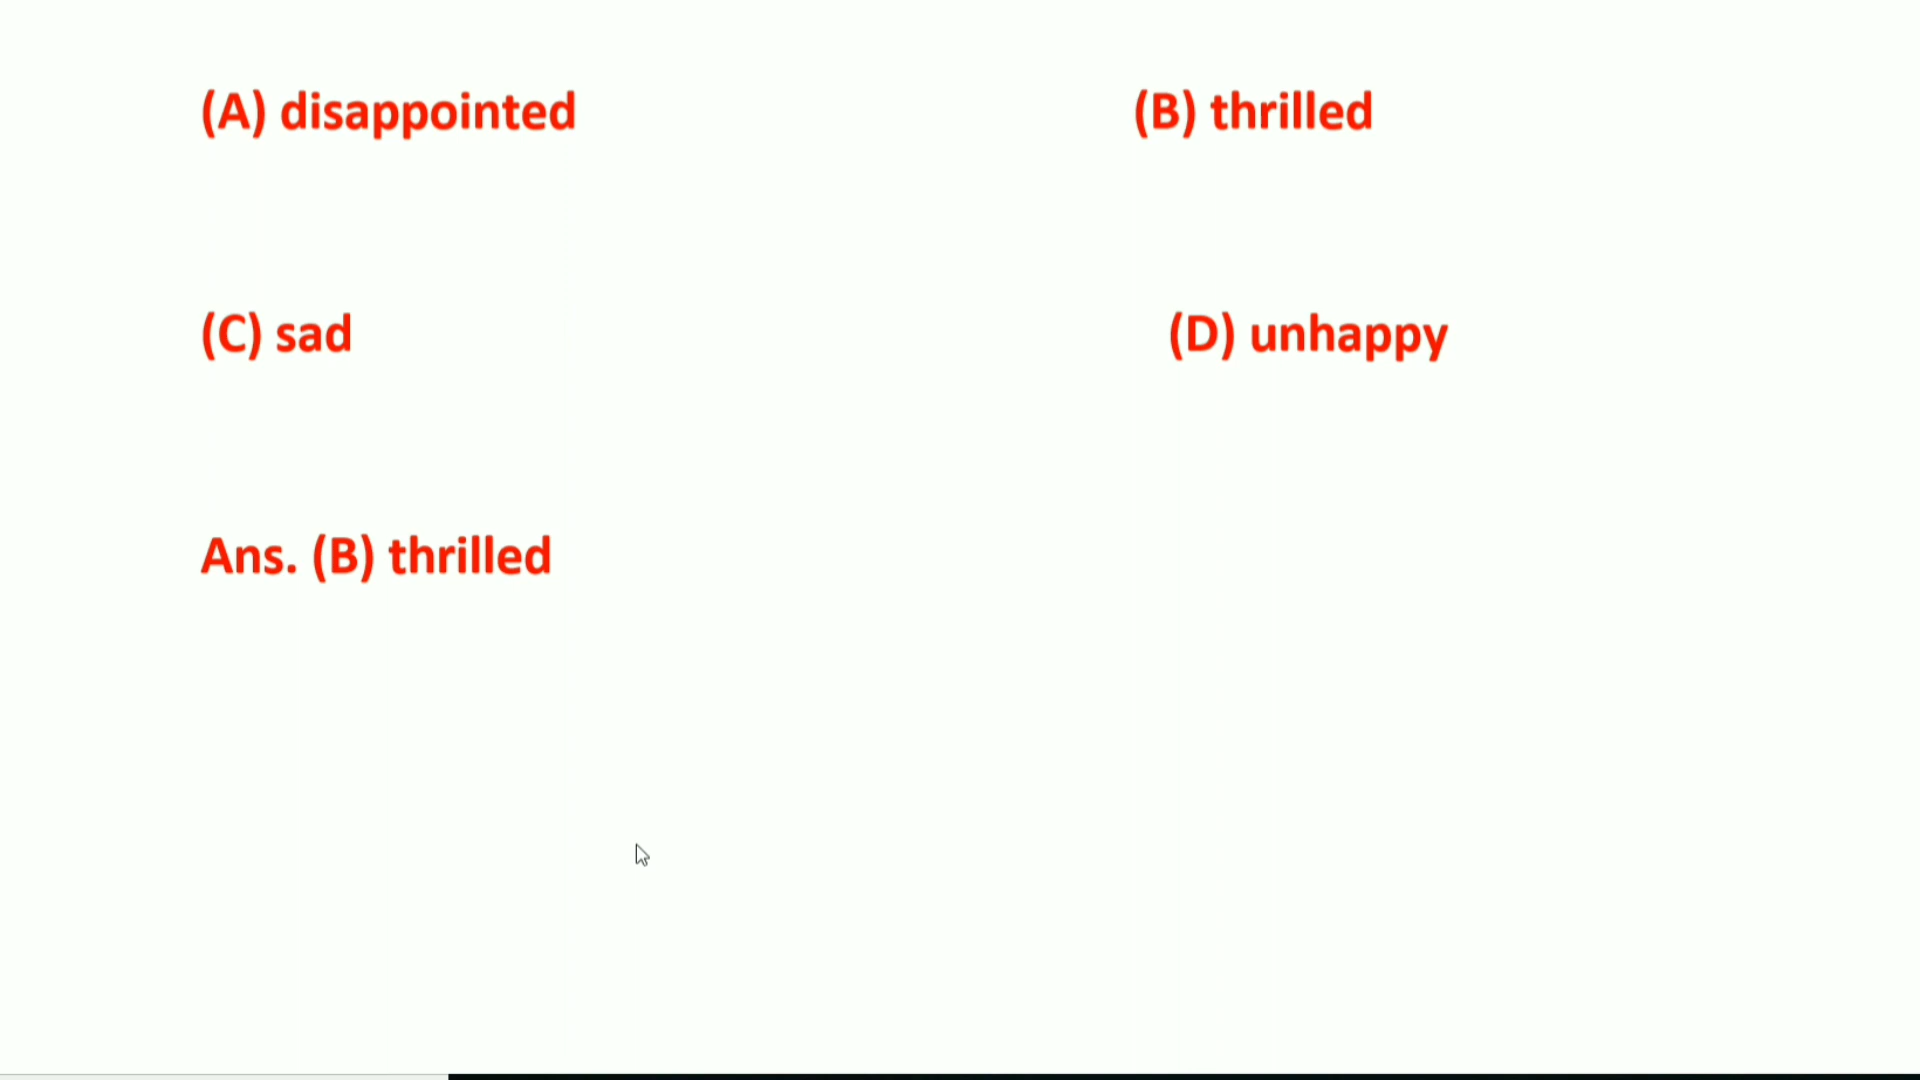 (A) disappointed (B) thrilled
(C) sad (D) unhappy
Ans. (B) thrilled